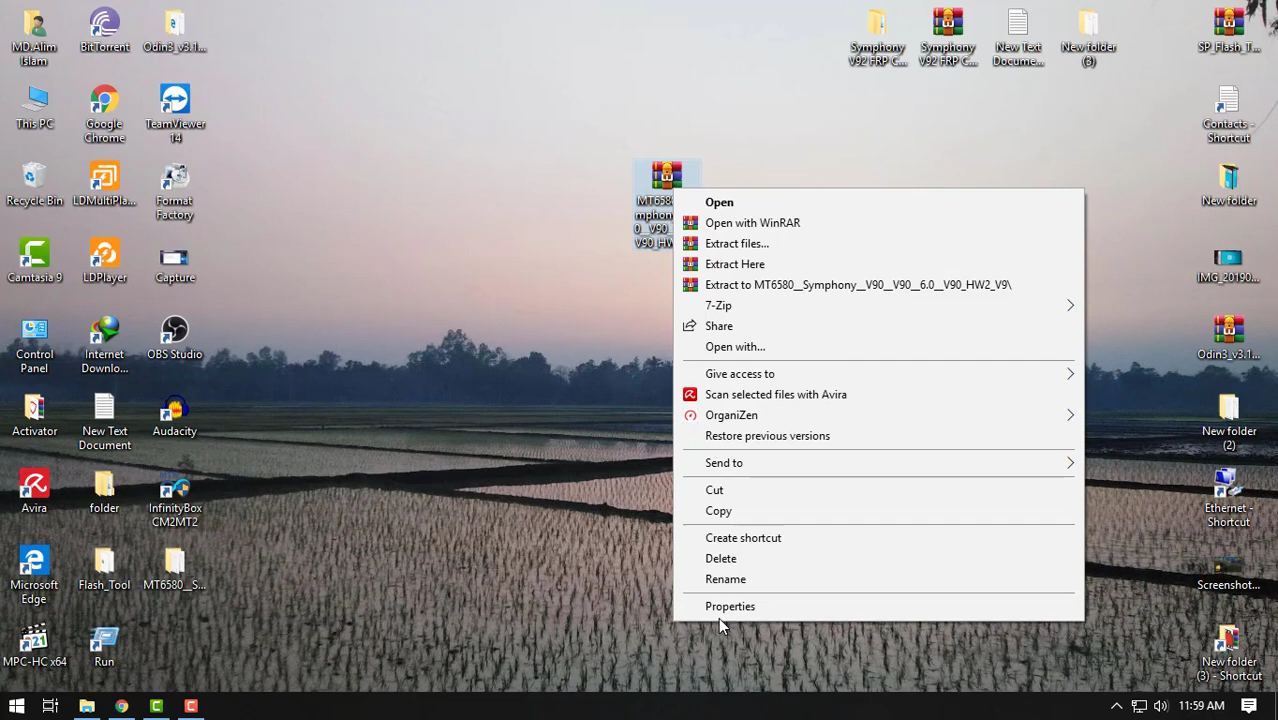 MD.Alim
Islam
BitTorrent
Odin3_v3.1...
Symphony
V92 FRP C...
Symphony
V92 FRP C...
New Text
Docume...
New folder
(3)
SP_Flash_T...
This PC
Google
Chrome
TeamViewer
14
Contacts -
Shortcut
Recycle Bin
LDMultiPla...
Format
Factory
New folder
Camtasia 9
LDPlayer
Capture
IMG_20190...
Control
Panel
Internet
Downlo...
OBS Studio
Odin3_v3.1...
Activator
New Text
Document
Audacity
New folder
(2)
Avira
folder
InfinityBox
CM2MT2
Ethernet -
Shortcut
Microsoft
Edge
Flash_Tool
MT6580__S...
Screenshot...
MPC-HC x64
Run
New folder
(3) - Shortcut
Open
Open with WinRAR
Extract files...
Extract Here
Extract to MT6580__Symphony__V90__V90__6.0__V90_HW2_V9\
7-Zip
Share
Open with...
Give access to
Scan selected files with Avira
OrganiZen
Restore previous versions
Send to
Cut
Copy
Create shortcut
Delete
Rename
Properties
11:59 AM